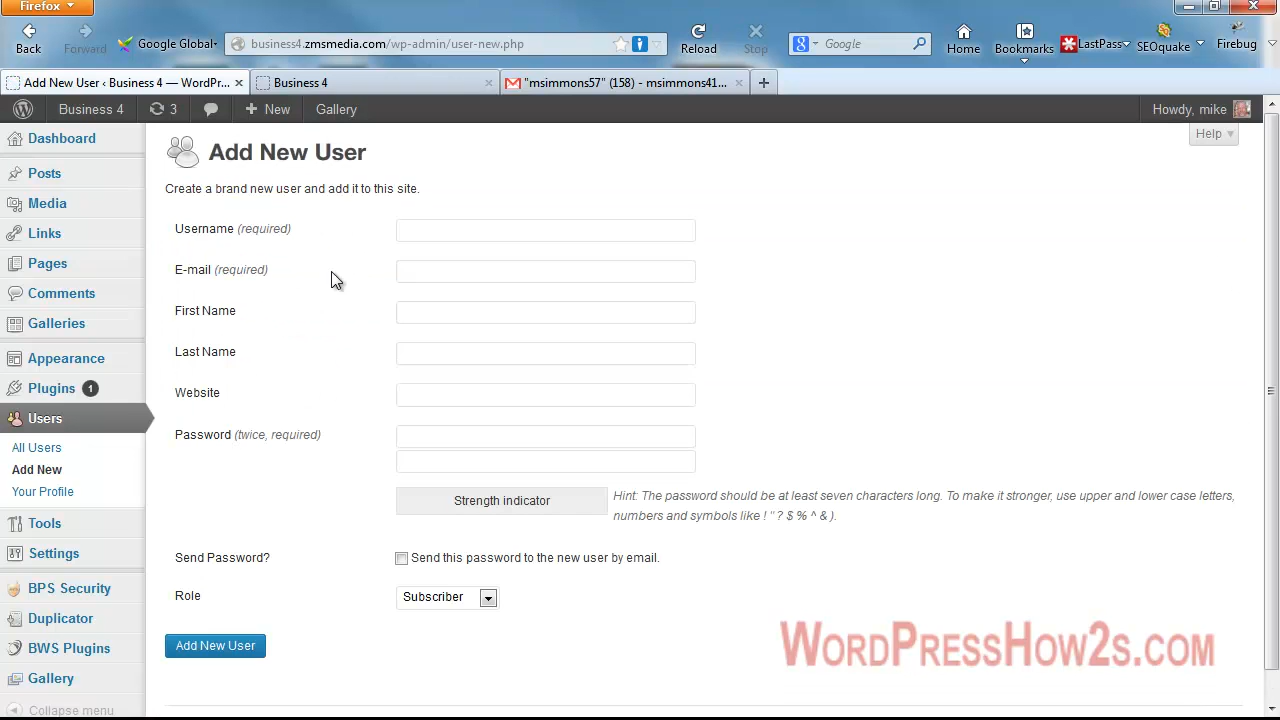 Firefox
Back
Forward
Google Global
business4.zmsmedia.com/wp-admin/user-new.php
Reload
Stop
Google
Home
Bookmarks
LastPass
SEOquake
Firebug
Add New User ‹ Business 4 — WordPr...
Business 4
"msimmons57" (158) - msimmons41...
Business 4
3
New
Gallery
Howdy, mike
Help
Dashboard
Posts
Media
Links
Pages
Comments
Galleries
Appearance
Plugins 1
Users
All Users
Add New
Your Profile
Tools
Settings
BPS Security
Duplicator
BWS Plugins
Gallery
Collapse menu
Add New User
Create a brand new user and add it to this site.
Username (required)
E-mail (required)
First Name
Last Name
Website
Password (twice, required)
Strength indicator
Hint: The password should be at least seven characters long. To make it stronger, use upper and lower case letters,
numbers and symbols like ! " ? $ % ^ & ).
Send Password?
Send this password to the new user by email.
Role
Subscriber
Add New User
WordPressHow2s.com